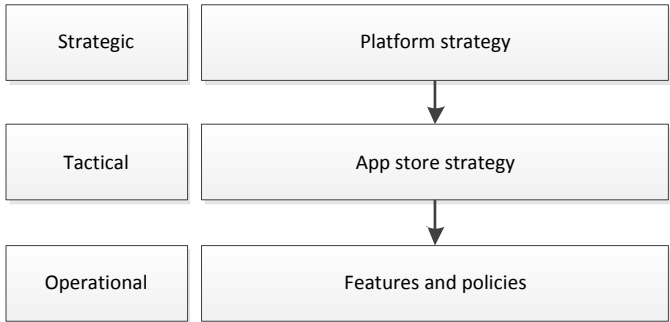 Strategic
Platform strategy
Tactical
App store strategy
Operational
Features and policies